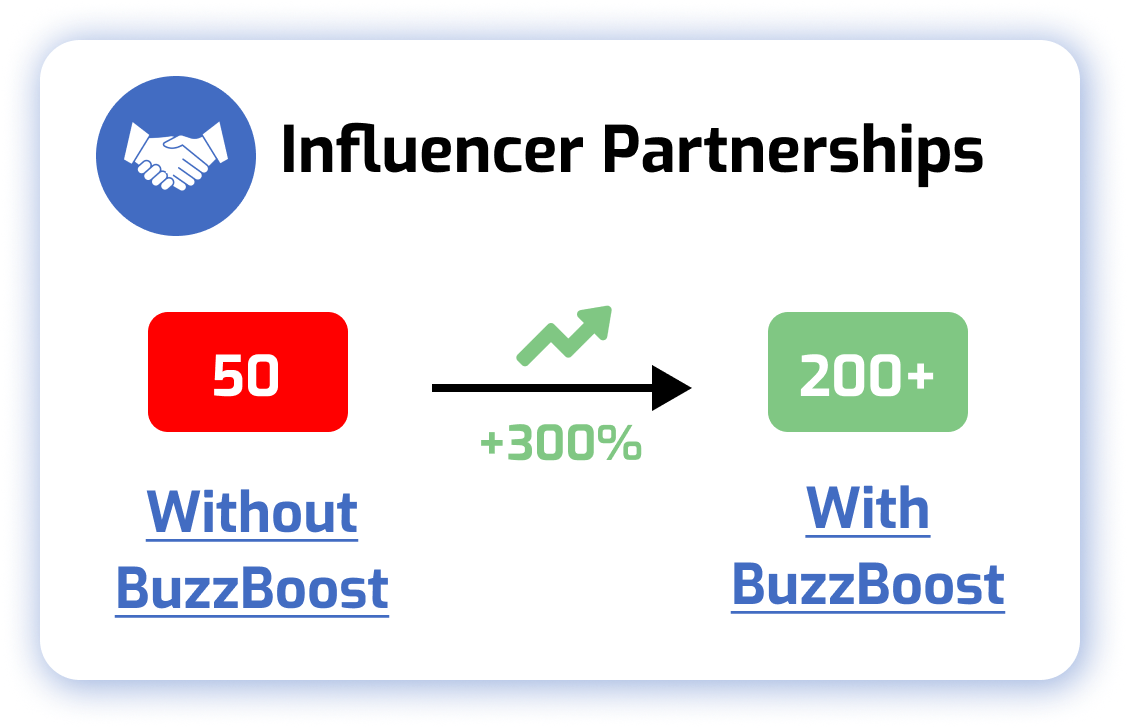 Influencer Partnerships
50
+300%
200+
Without
BuzzBoost
With
BuzzBoost